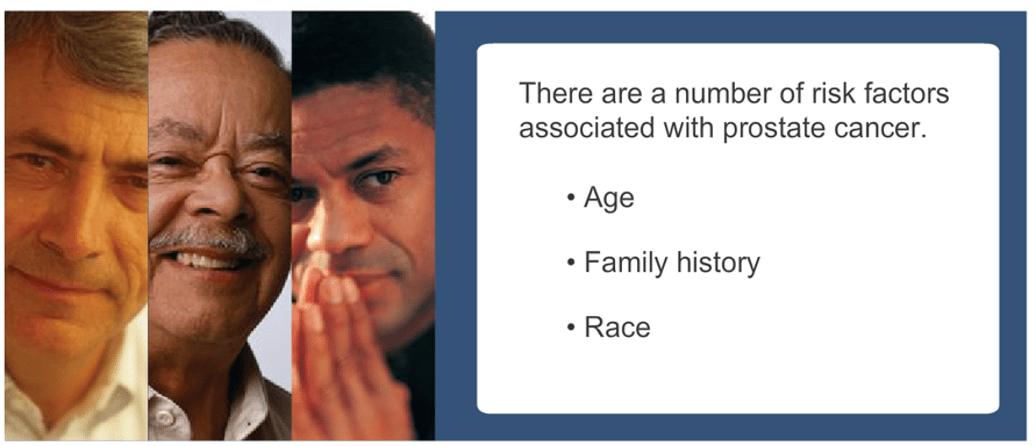 There are a number of risk factors
associated with prostate cancer.
• Age
• Family history
• Race